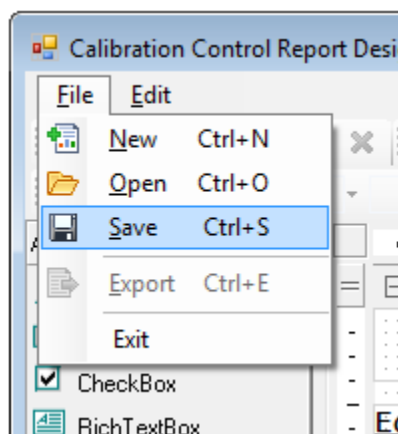 Calibration Control Report Desi
File Edit
New Ctrl+N
Open Ctrl+O
Save Ctrl+S
Export Ctrl+E
Exit
CheckBox
RichTextBox